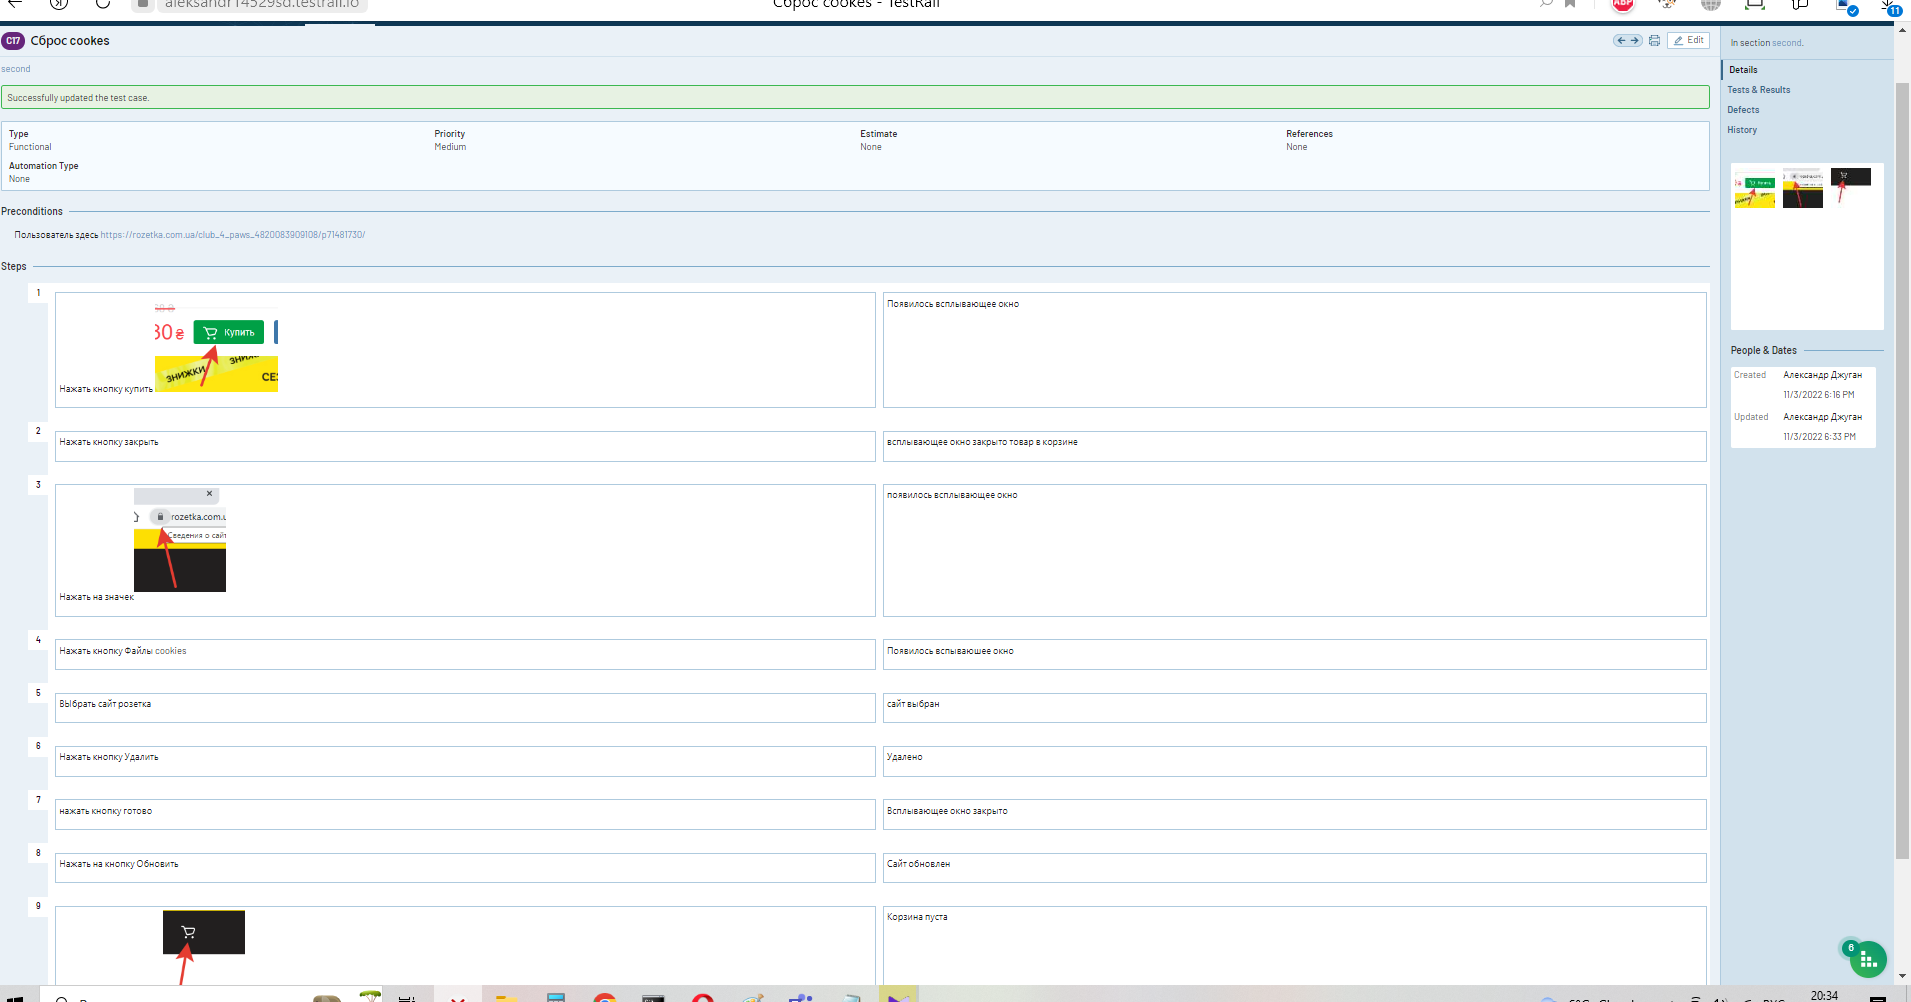 aleksandr14529sd.testrail.io
Сброс cookes - TestRail
11
C17 Сброс cookes
Edit
second
Successfully updated the test case.
Type
Functional
Priority
Medium
Estimate
None
References
None
Automation Type
None
Preconditions
Пользователь здесь https://rozetka.com.ua/club_4_paws_4820083909108/p71481730/
Steps
1
30 ₴ Купить
ЗНИЖКИ
Нажать кнопку купить
Появилось всплывающее окно
2
Нажать кнопку закрыть
всплывающее окно закрыто товар в корзине
3
rozetka.com.u
Сведения о сайт
Нажать на значек
появилось всплывающее окно
4
Нажать кнопку Файлы cookies
Появилось вспывоюшее окно
5
ВЫбрать сайт розетка
сайт выбран
6
Нажать кнопку Удалить
Удалено
7
нажать кнопку готово
Всплывающее окно закрыто
8
Нажать на кнопку Обновить
Сайт обновлен
9
Корзина пуста
In section second.
Details
Tests & Results
Defects
History
People & Dates
Created
Александр Джуган
11/3/2022 6:16 PM
Updated
Александр Джуган
11/3/2022 6:33 PM
6
20:34